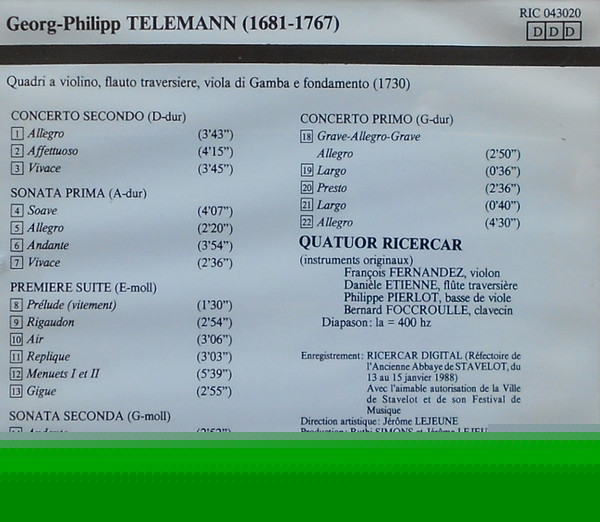 RIC 043020
Georg-Philipp TELEMANN (1681-1767)
D D D
Quadri a violino, flauto traversiere, viola di Gamba e fondamento (1730)
CONCERTO SECONDO (D-dur)
1 Allegro (3'43”)
2 Affettuoso (4'15”)
3 Vivace (3'45”)
SONATA PRIMA (A-dur)
4 Soave (4'07”)
5 Allegro (2'20”)
6 Andante (3'54”)
7 Vivace (2'36”)
PREMIERE SUITE (E-moll)
8 Prélude (vitement) (1'30”)
9 Rigaudon (2'54”)
10 Air (3'06”)
11 Replique (3'03”)
12 Menuets I et II (5'39”)
13 Gigue (2'55”)
SONATA SECONDA (G-moll)
CONCERTO PRIMO (G-dur)
18 Grave-Allegro-Grave
Allegro (2'50”)
19 Largo (0'36”)
20 Presto (2'36”)
21 Largo (0'40”)
22 Allegro (4'30”)
QUATUOR RICERCAR
(instruments originaux)
François FERNANDEZ, violon
Danièle ETIENNE, flûte traversière
Philippe PIERLOT, basse de viole
Bernard FOCCROULLE, clavecin
Diapason: la = 400 hz
Enregistrement: RICERCAR DIGITAL (Réfectoire de
l'Ancienne Abbaye de STAVELOT, du
13 au 15 janvier 1988)
Avec l'aimable autorisation de la Ville
de Stavelot et de son Festival de
Musique
Direction artistique: Jérôme LEJEUNE